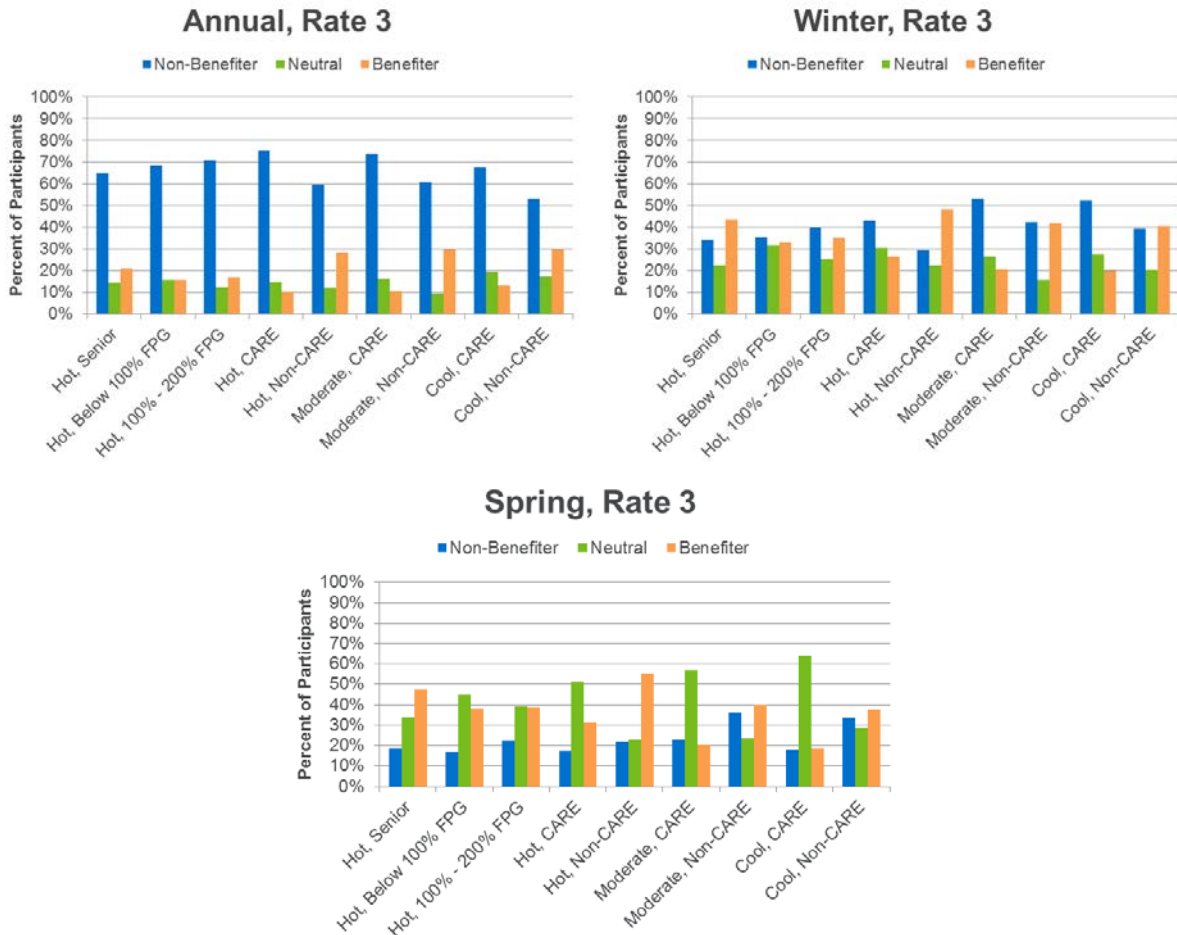 Annual, Rate 3
Non-Benefiter Neutral Benefiter
Percent of Participants
100%
90%
80%
70%
60%
50%
40%
30%
20%
10%
0%
Hot, Senior
Hot, Below 100% FPG
Hot, 100% - 200% FPG
Hot, CARE
Hot, Non-CARE
Moderate, CARE
Moderate, Non-CARE
Cool, CARE
Cool, Non-CARE
Winter, Rate 3
Non-Benefiter Neutral Benefiter
Percent of Participants
100%
90%
80%
70%
60%
50%
40%
30%
20%
10%
0%
Hot, Senior
Hot, Below 100% FPG
Hot, 100% - 200% FPG
Hot, CARE
Hot, Non-CARE
Moderate, CARE
Moderate, Non-CARE
Cool, CARE
Cool, Non-CARE
Spring, Rate 3
Non-Benefiter Neutral Benefiter
Percent of Participants
100%
90%
80%
70%
60%
50%
40%
30%
20%
10%
0%
Hot, Senior
Hot, Below 100% FPG
Hot, 100% - 200% FPG
Hot, CARE
Hot, Non-CARE
Moderate, CARE
Moderate, Non-CARE
Cool, CARE
Cool, Non-CARE